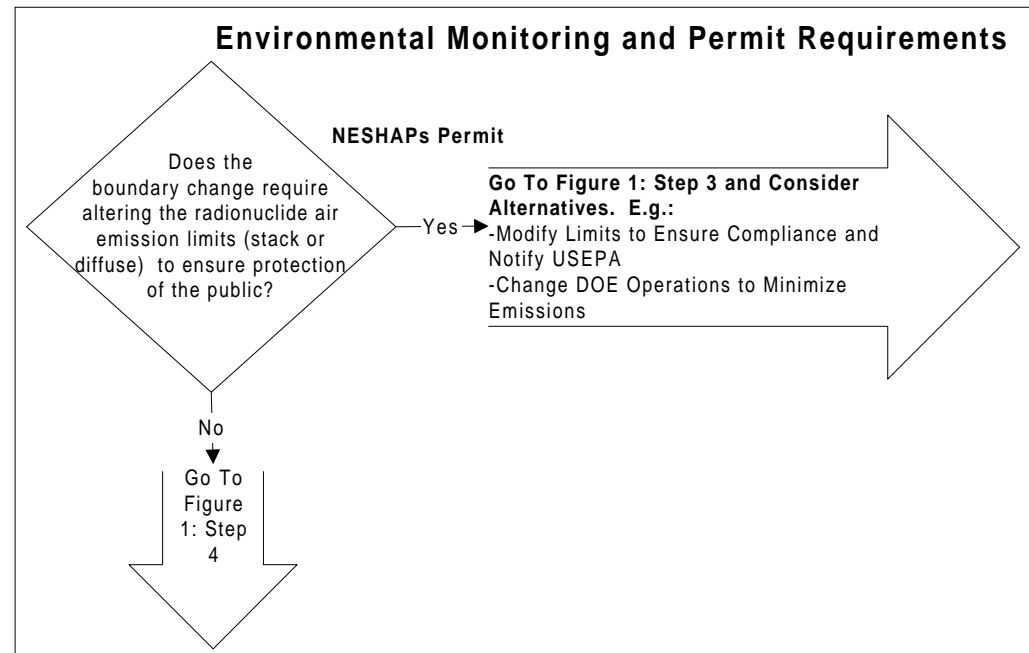 Environmental Monitoring and Permit Requirements
NESHAPs Permit
Does the
boundary change require
altering the radionuclide air
emission limits (stack or
diffuse) to ensure protection
of the public?
Yes
Go To Figure 1: Step 3 and Consider
Alternatives. E.g.:
-Modify Limits to Ensure Compliance and
Notify USEPA
-Change DOE Operations to Minimize
Emissions
No
Go To
Figure
1: Step
4